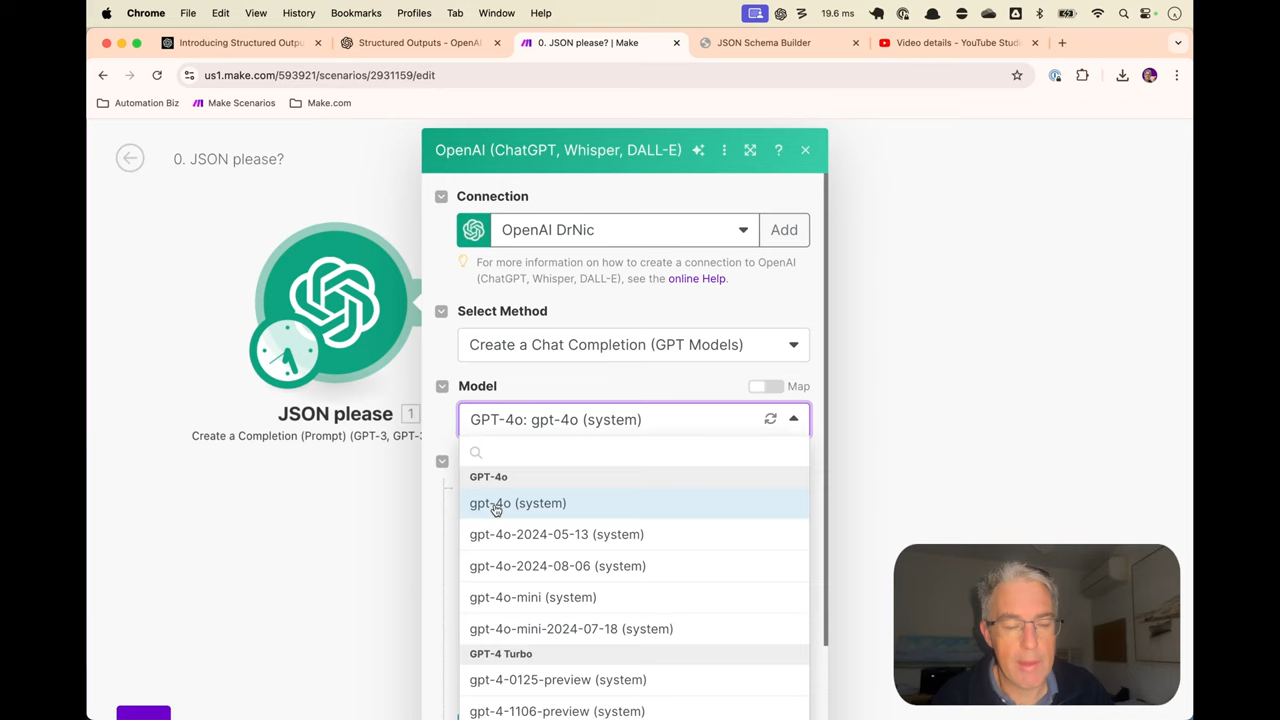 Chrome File Edit View History Bookmarks Profiles Tab Window Help 19.6 ms
Introducing Structured Outpu Structured Outputs - OpenAI 0. JSON please? | Make JSON Schema Builder Video details - YouTube Studi
us1.make.com/593921/scenarios/2931159/edit
Automation Biz Make Scenarios Make.com
0. JSON please?
OpenAI (ChatGPT, Whisper, DALL-E)
Connection
OpenAI DrNic Add
For more information on how to create a connection to OpenAI
(ChatGPT, Whisper, DALL-E), see the online Help.
Select Method
Create a Chat Completion (GPT Models)
Model Map
GPT-4o: gpt-4o (system)
GPT-4o
gpt-4o (system)
gpt-4o-2024-05-13 (system)
gpt-4o-2024-08-06 (system)
gpt-4o-mini (system)
gpt-4o-mini-2024-07-18 (system)
GPT-4 Turbo
gpt-4-0125-preview (system)
gpt-4-1106-preview (system)
JSON please 1
Create a Completion (Prompt) (GPT-3, GPT-3